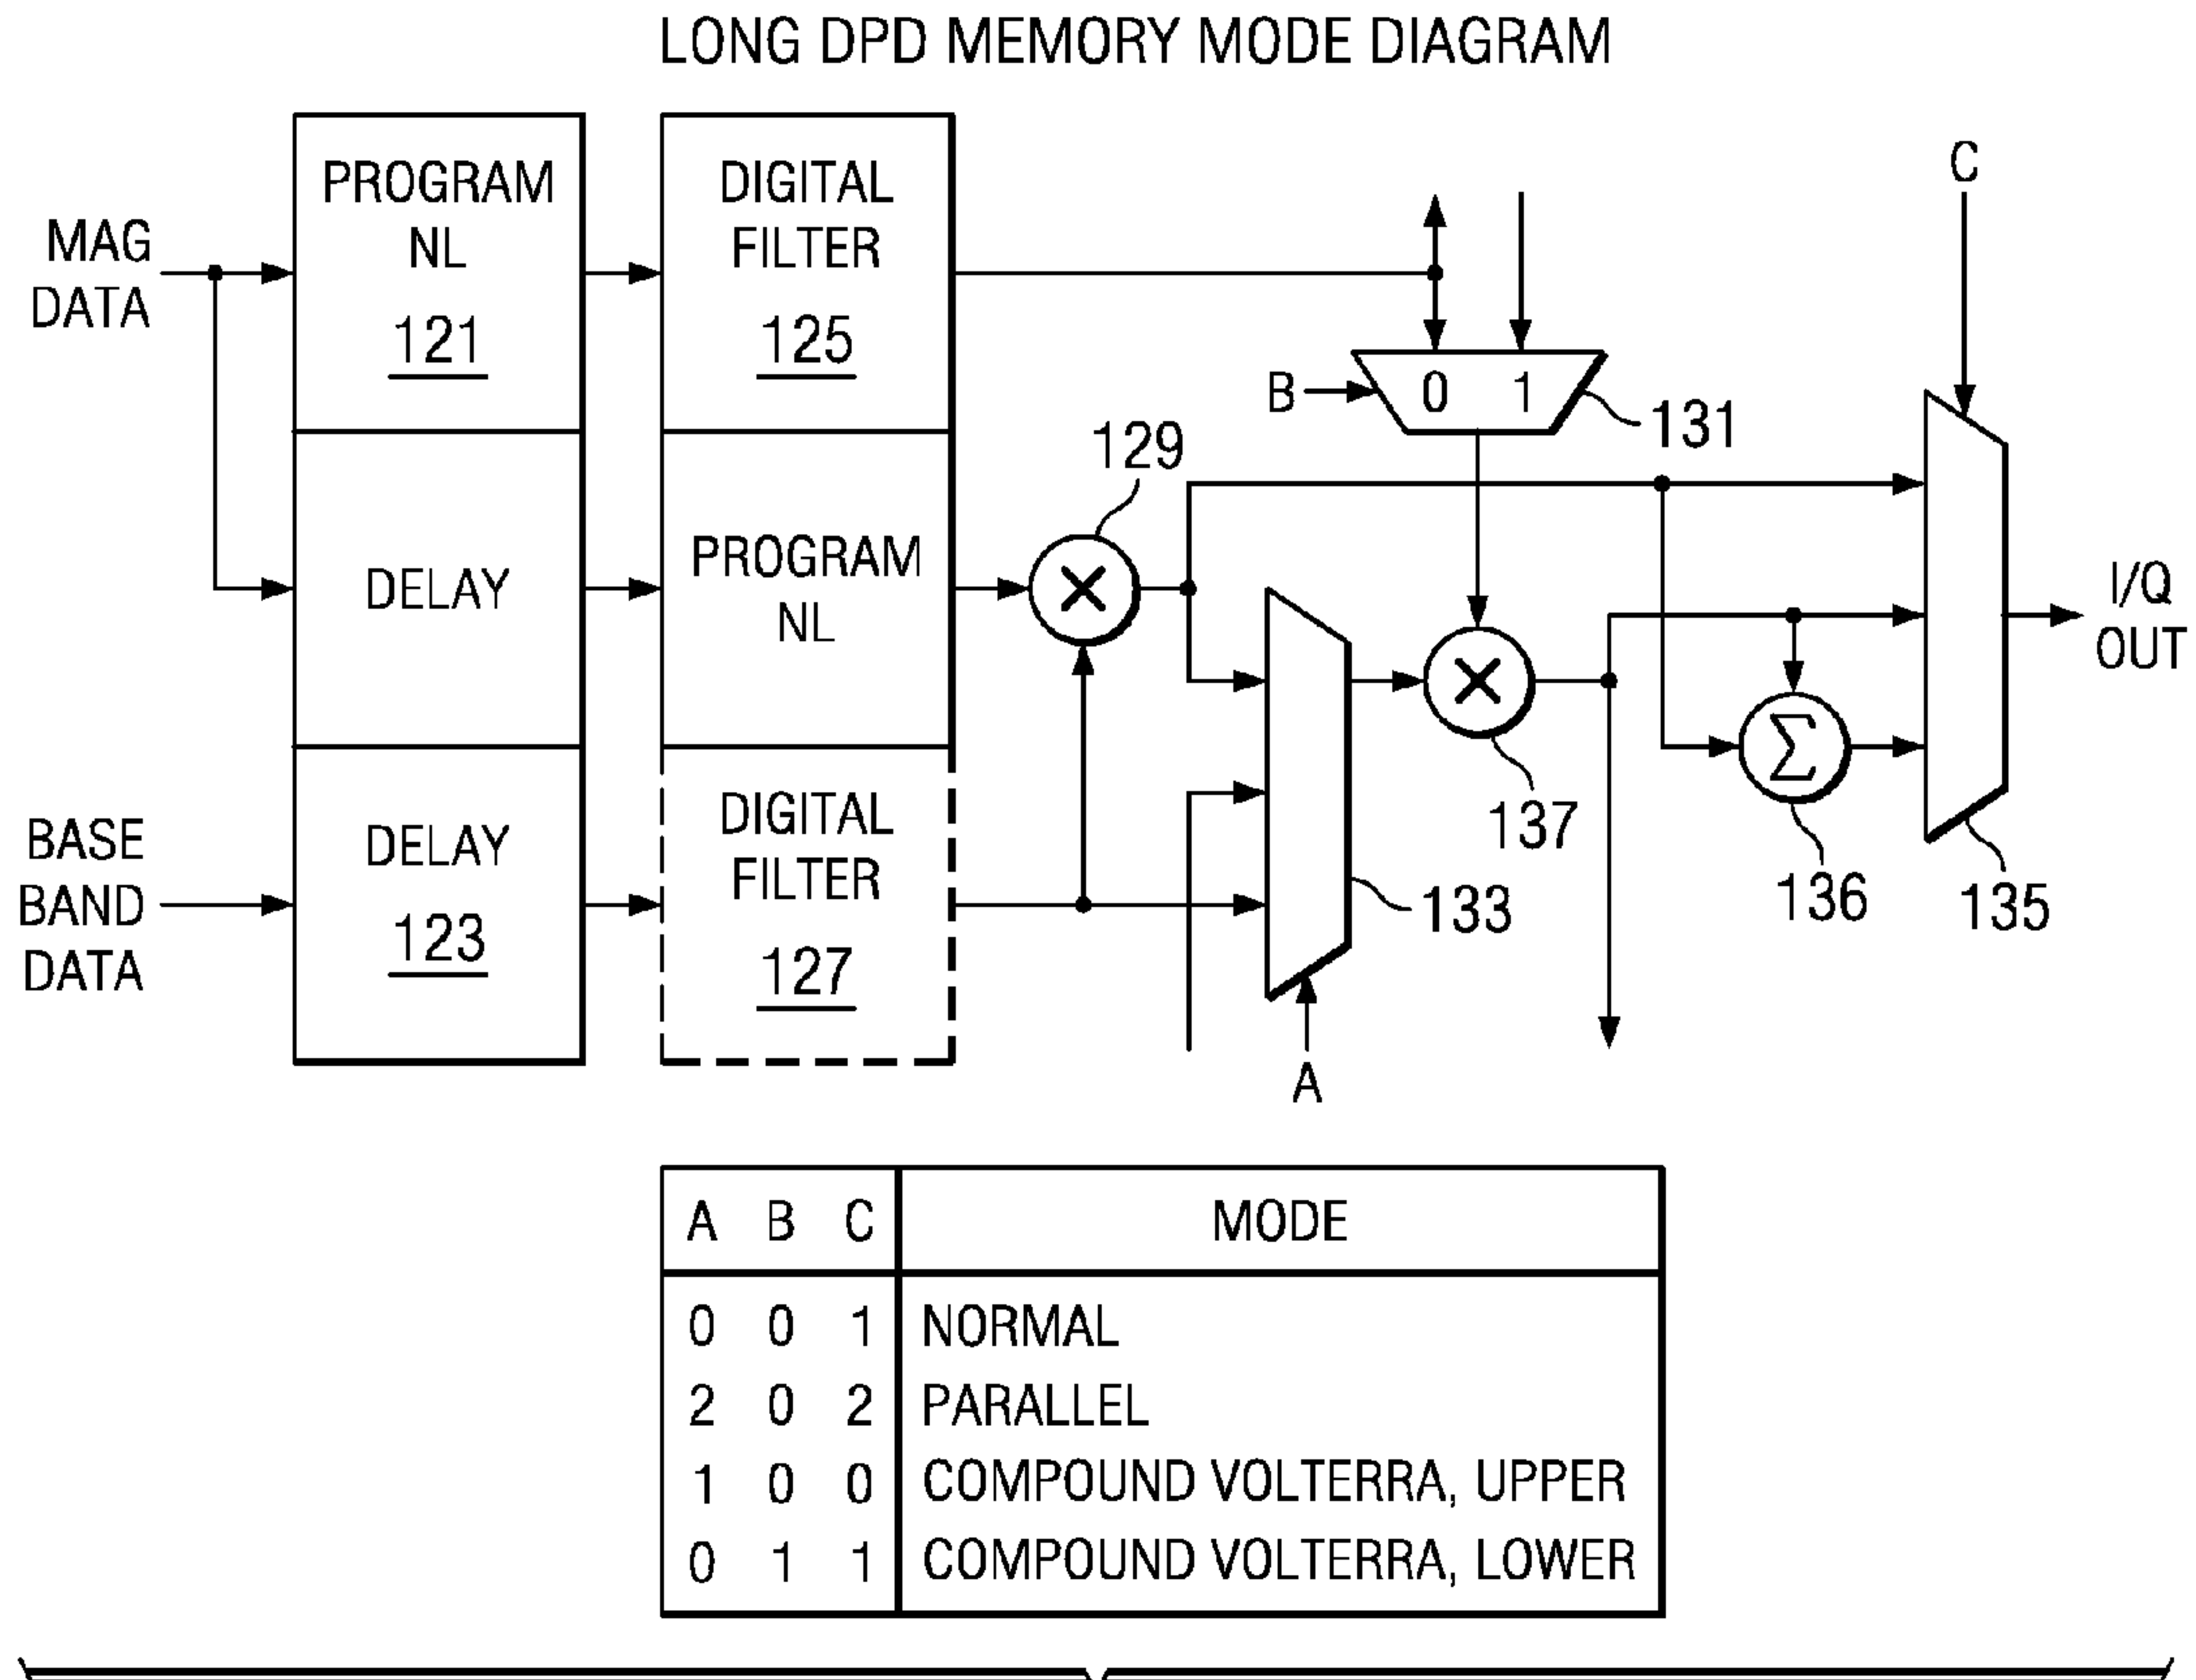 LONG DPD MEMORY MODE DIAGRAM
MAG
DATA
PROGRAM
NL
121
DIGITAL
FILTER
125
C
B
0 1
131
129
DELAY
PROGRAM
NL
×
×
I/Q
OUT
Σ
137
BASE
BAND
DATA
DELAY
123
DIGITAL
FILTER
127
133
136
135
A
A B C MODE
0 0 1 NORMAL
2 0 2 PARALLEL
1 0 0 COMPOUND VOLTERRA, UPPER
0 1 1 COMPOUND VOLTERRA, LOWER